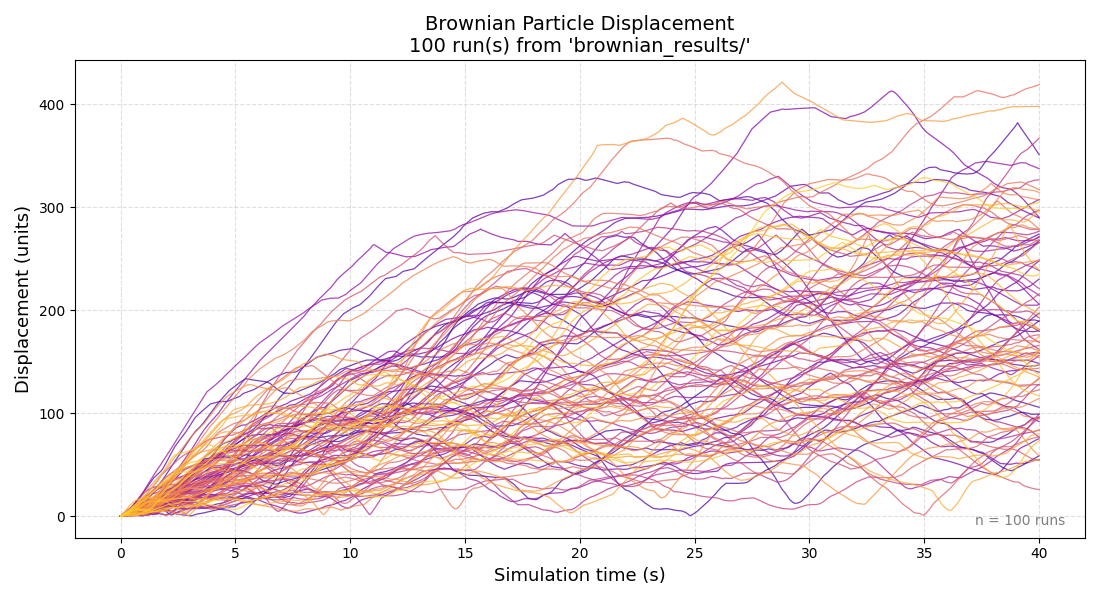 Brownian Particle Displacement
100 run(s) from 'brownian_results/'
Displacement (units)
400
300
200
100
0
n = 100 runs
0 5 10 15 20 25 30 35 40
Simulation time (s)